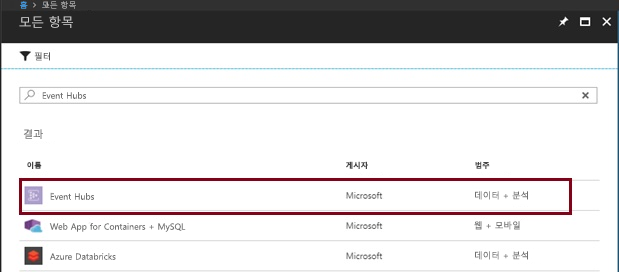 홈 > 모든 항목
모든 항목
필터
Event Hubs
결과
이름 게시자 범주
Event Hubs Microsoft 데이터 + 분석
Web App for Containers + MySQL Microsoft 웹 + 모바일
Azure Databricks Microsoft 데이터 + 분석